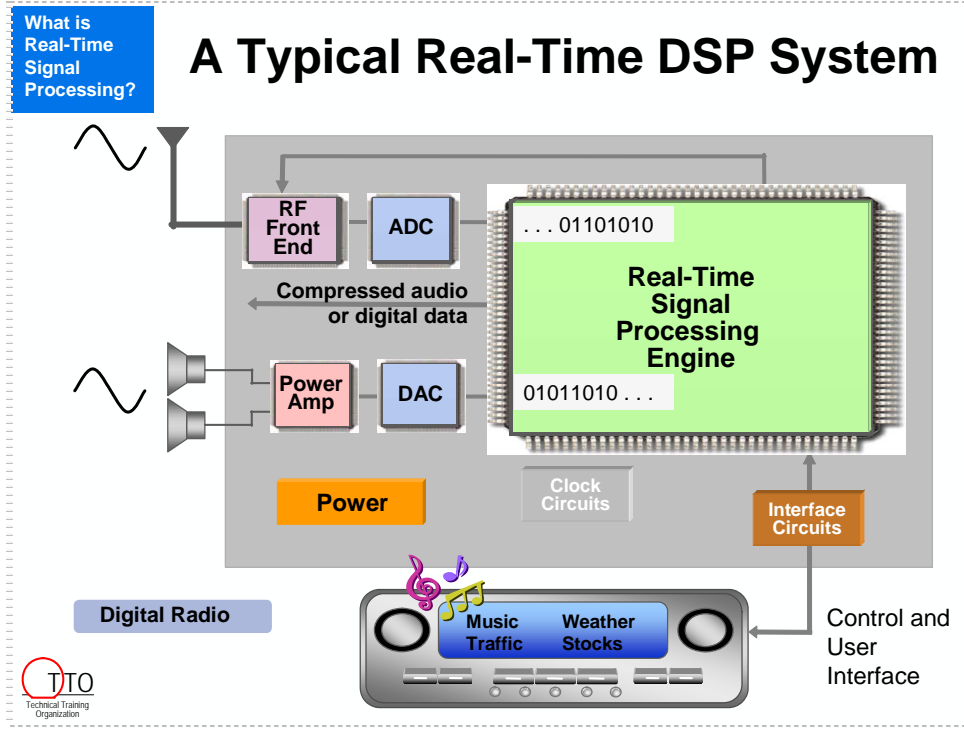 What is
Real-Time
Signal
Processing?
A Typical Real-Time DSP System
RF
Front
End
ADC
. . . 01101010
Real-Time
Signal
Processing
Engine
Compressed audio
or digital data
Power
Amp
DAC
01011010 . . .
Power
Clock
Circuits
Interface
Circuits
Digital Radio
Music Weather
Traffic Stocks
Control and
User
Interface
TTO
Technical Training
Organization